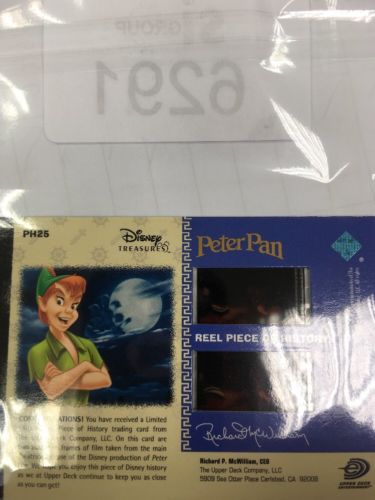 GROUP
6291
PH25
Disney
TREASURES
Peter Pan
REEL PIECE OF HISTORY
CONGRATULATIONS! You have received a Limited
Piece of History trading card from
The Upper Deck Company, LLC. On this card are
frames of film taken from the main
theatrical of the Disney production of Peter
We hope you enjoy this piece of Disney history
as we at Upper Deck continue to keep you as close
as you can get!
Richard P. McWilliam
Richard P. McWilliam, CEO
The Upper Deck Company, LLC
5909 Sea Otter Place Carlsbad, CA 92008
UPPER DECK
ENTERTAINMENT